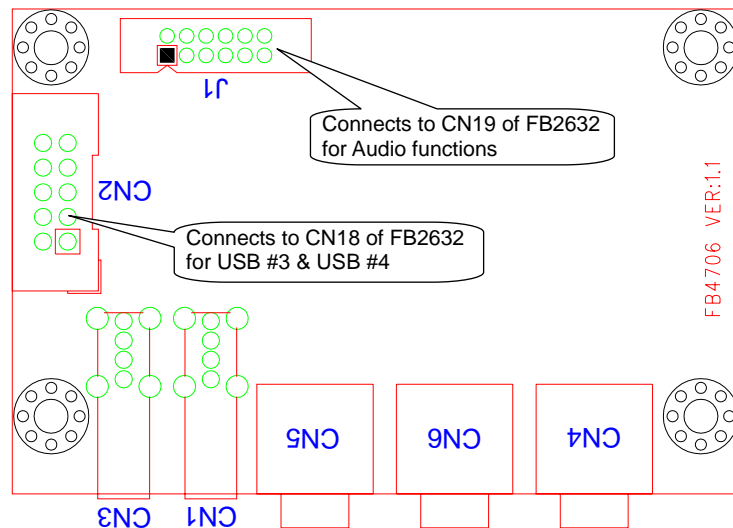 J1
Connects to CN19 of FB2632
for Audio functions
CN2
Connects to CN18 of FB2632
for USB #3 & USB #4
FB4706 VER:1.1
CN5
CN6
CN4
CN3
CN1